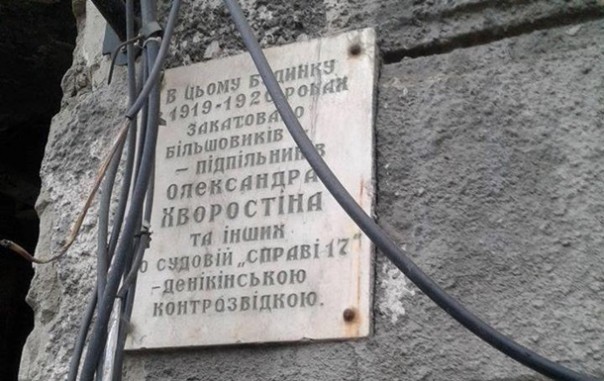 В ЦЬОМУ БУДИНКУ
1919-1920 РОКАХ
ЗАКАТОВАНО
БІЛЬШОВИКІВ
– ПІДПІЛЬНИКІВ
ОЛЕКСАНДРА
ХВОРОСТІНА
ТА ІНШИХ
СУДОВІЙ „СПРАВІ 17"
–ДЕНІКІНСЬКОЮ
КОНТРОЗВІДКОЮ.